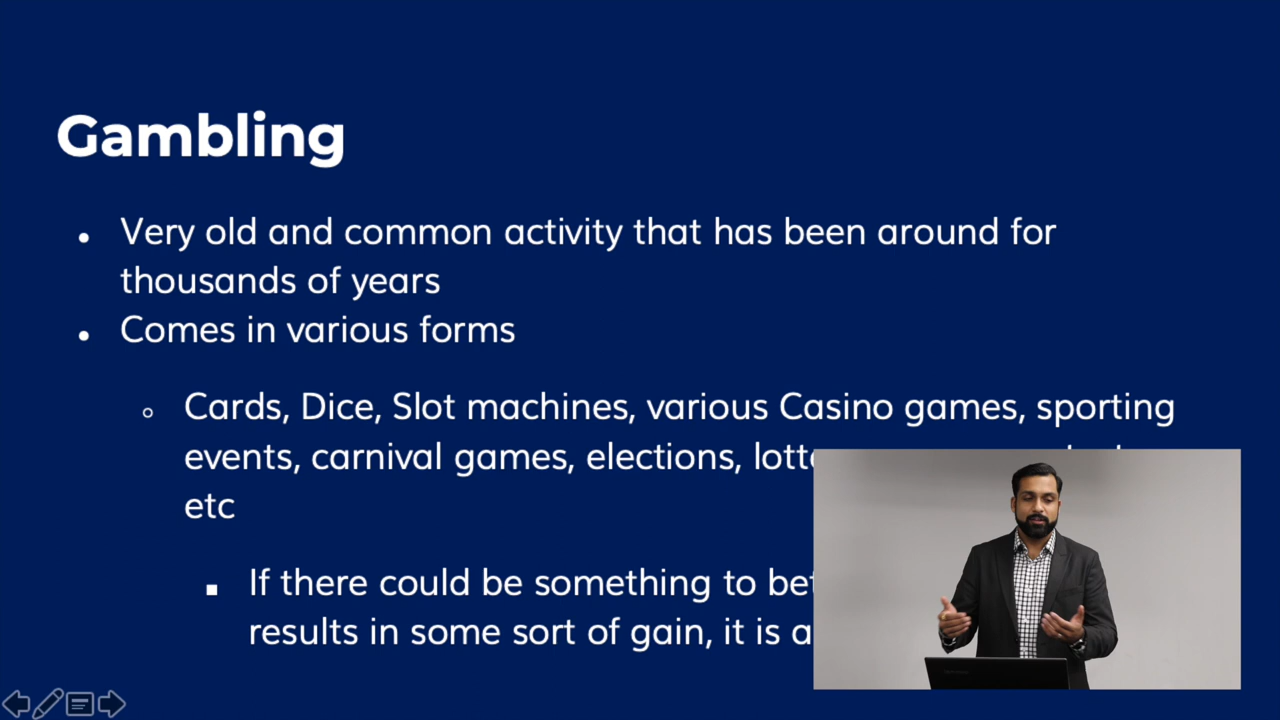 Gambling
Very old and common activity that has been around for
thousands of years
Comes in various forms
Cards, Dice, Slot machines, various Casino games, sporting
events, carnival games, elections,
etc
If there could be something to
results in some sort of gain, it is